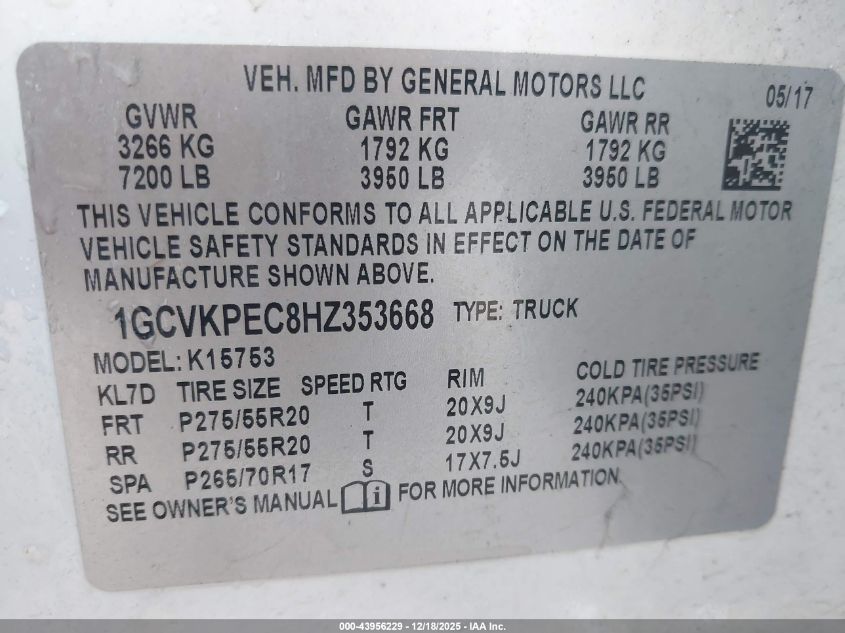 VEH. MFD BY GENERAL MOTORS LLC 05/17
GVWR GAWR FRT GAWR RR
3266 KG 1792 KG 1792 KG
7200 LB 3950 LB 3950 LB
THIS VEHICLE CONFORMS TO ALL APPLICABLE U.S. FEDERAL MOTOR
VEHICLE SAFETY STANDARDS IN EFFECT ON THE DATE OF
MANUFACTURE SHOWN ABOVE.
1GCVKPEC8HZ353668 TYPE: TRUCK
MODEL: K15753
KL7D TIRE SIZE SPEED RTG RIM COLD TIRE PRESSURE
FRT P275/55R20 T 20X9J 240KPA(35PSI)
RR P275/55R20 T 20X9J 240KPA(35PSI)
SPA P265/70R17 S 17X7.5J 240KPA(35PSI)
SEE OWNER'S MANUAL i FOR MORE INFORMATION.
000-43956229 - 12/18/2025 - IAA Inc.